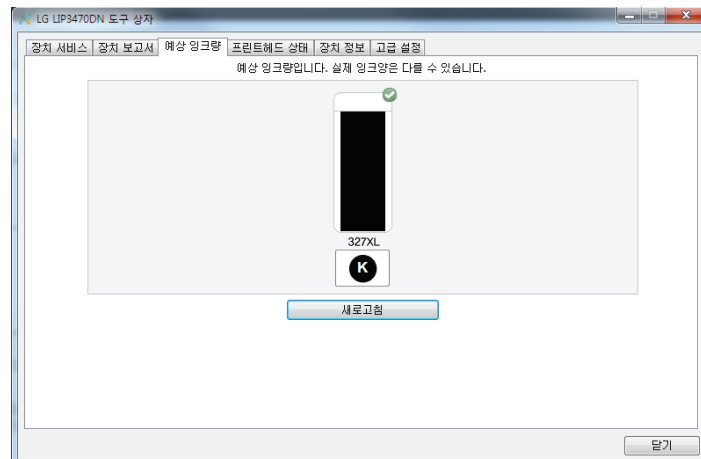 LG LIP3470DN 도구 상자
장치 서비스 장치 보고서 예상 잉크량 프린트헤드 상태 장치 정보 고급 설정
예상 잉크량입니다. 실제 잉크양은 다를 수 있습니다.
327XL
K
새로고침
닫기